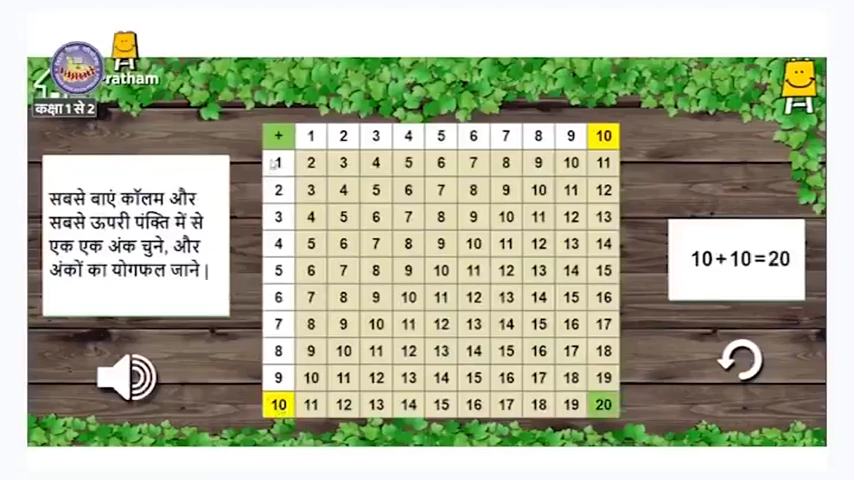 ratham
कक्षा 1 से 2
सबसे बाएं कॉलम और
सबसे ऊपरी पंक्ति में से
एक एक अंक चुने, और
अंकों का योगफल जाने |
+ 1 2 3 4 5 6 7 8 9 10
1 2 3 4 5 6 7 8 9 10 11
2 3 4 5 6 7 8 9 10 11 12
3 4 5 6 7 8 9 10 11 12 13
4 5 6 7 8 9 10 11 12 13 14
5 6 7 8 9 10 11 12 13 14 15
6 7 8 9 10 11 12 13 14 15 16
7 8 9 10 11 12 13 14 15 16 17
8 9 10 11 12 13 14 15 16 17 18
9 10 11 12 13 14 15 16 17 18 19
10 11 12 13 14 15 16 17 18 19 20
10+10=20